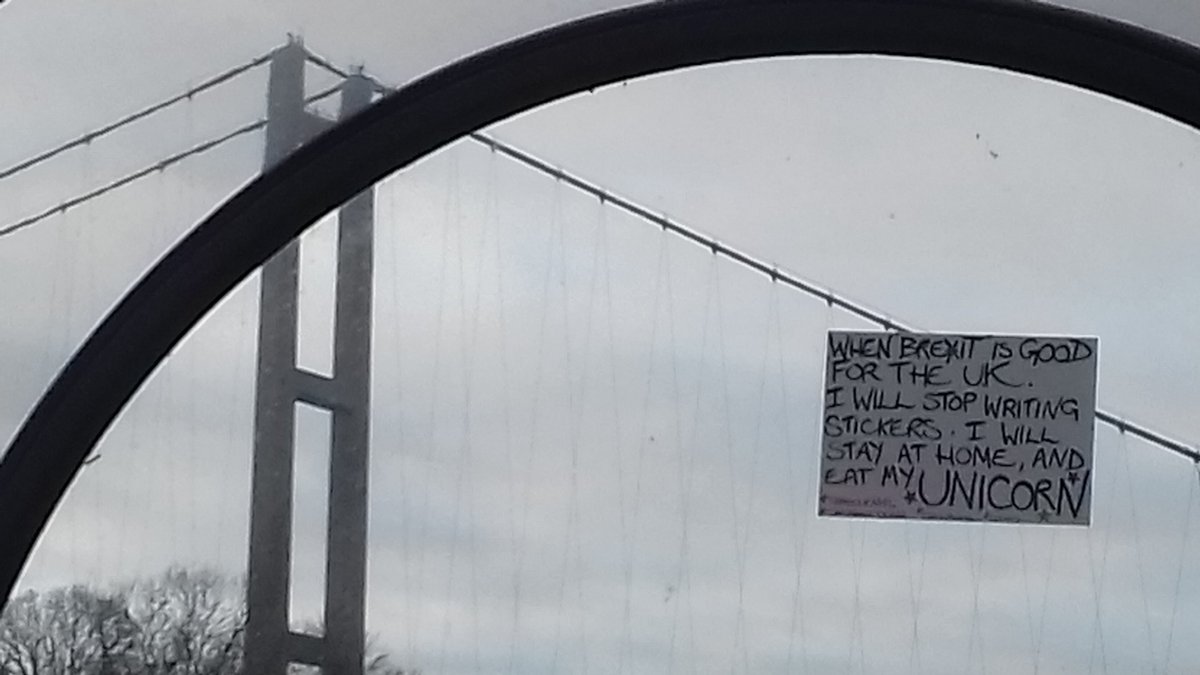 WHEN BREXIT IS GOOD
FOR THE UK.
I WILL STOP WRITING
STICKERS. I WILL
STAY AT HOME, AND
EAT MY *UNICORN*